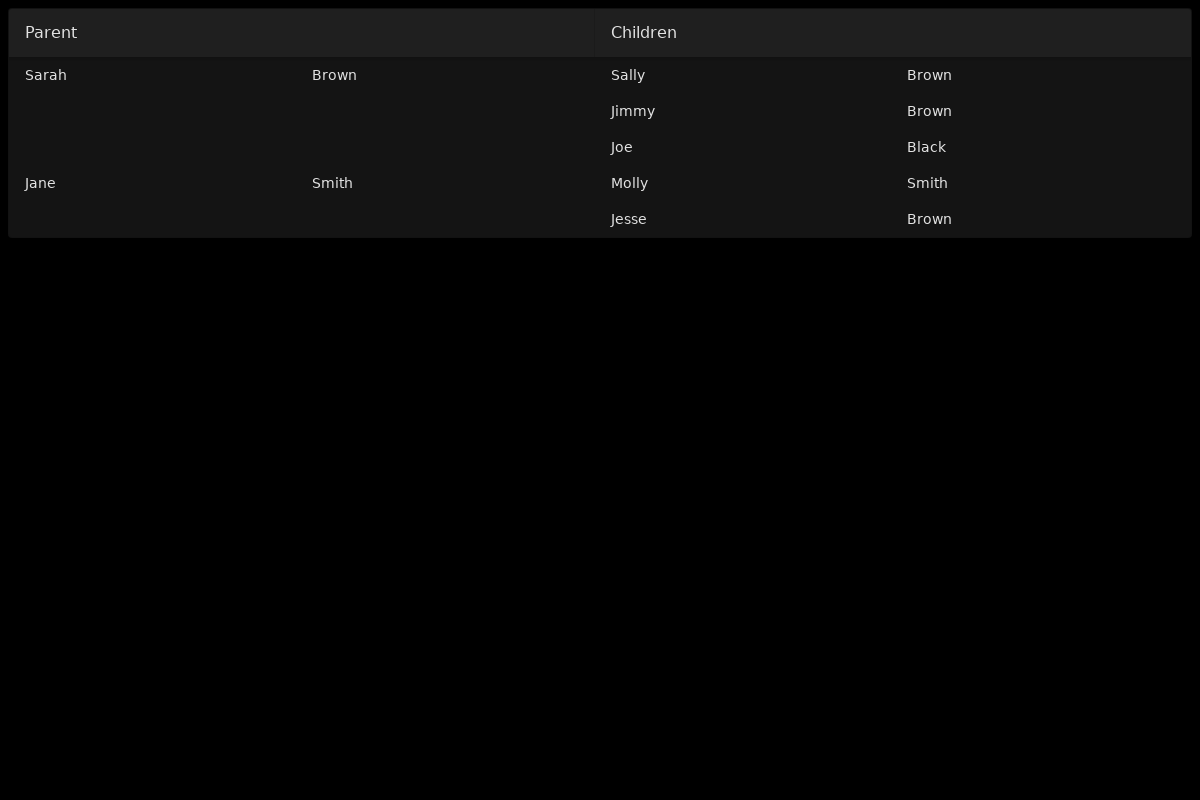 Parent Children
Sarah Brown Sally Brown
Jimmy Brown
Joe Black
Jane Smith Molly Smith
Jesse Brown